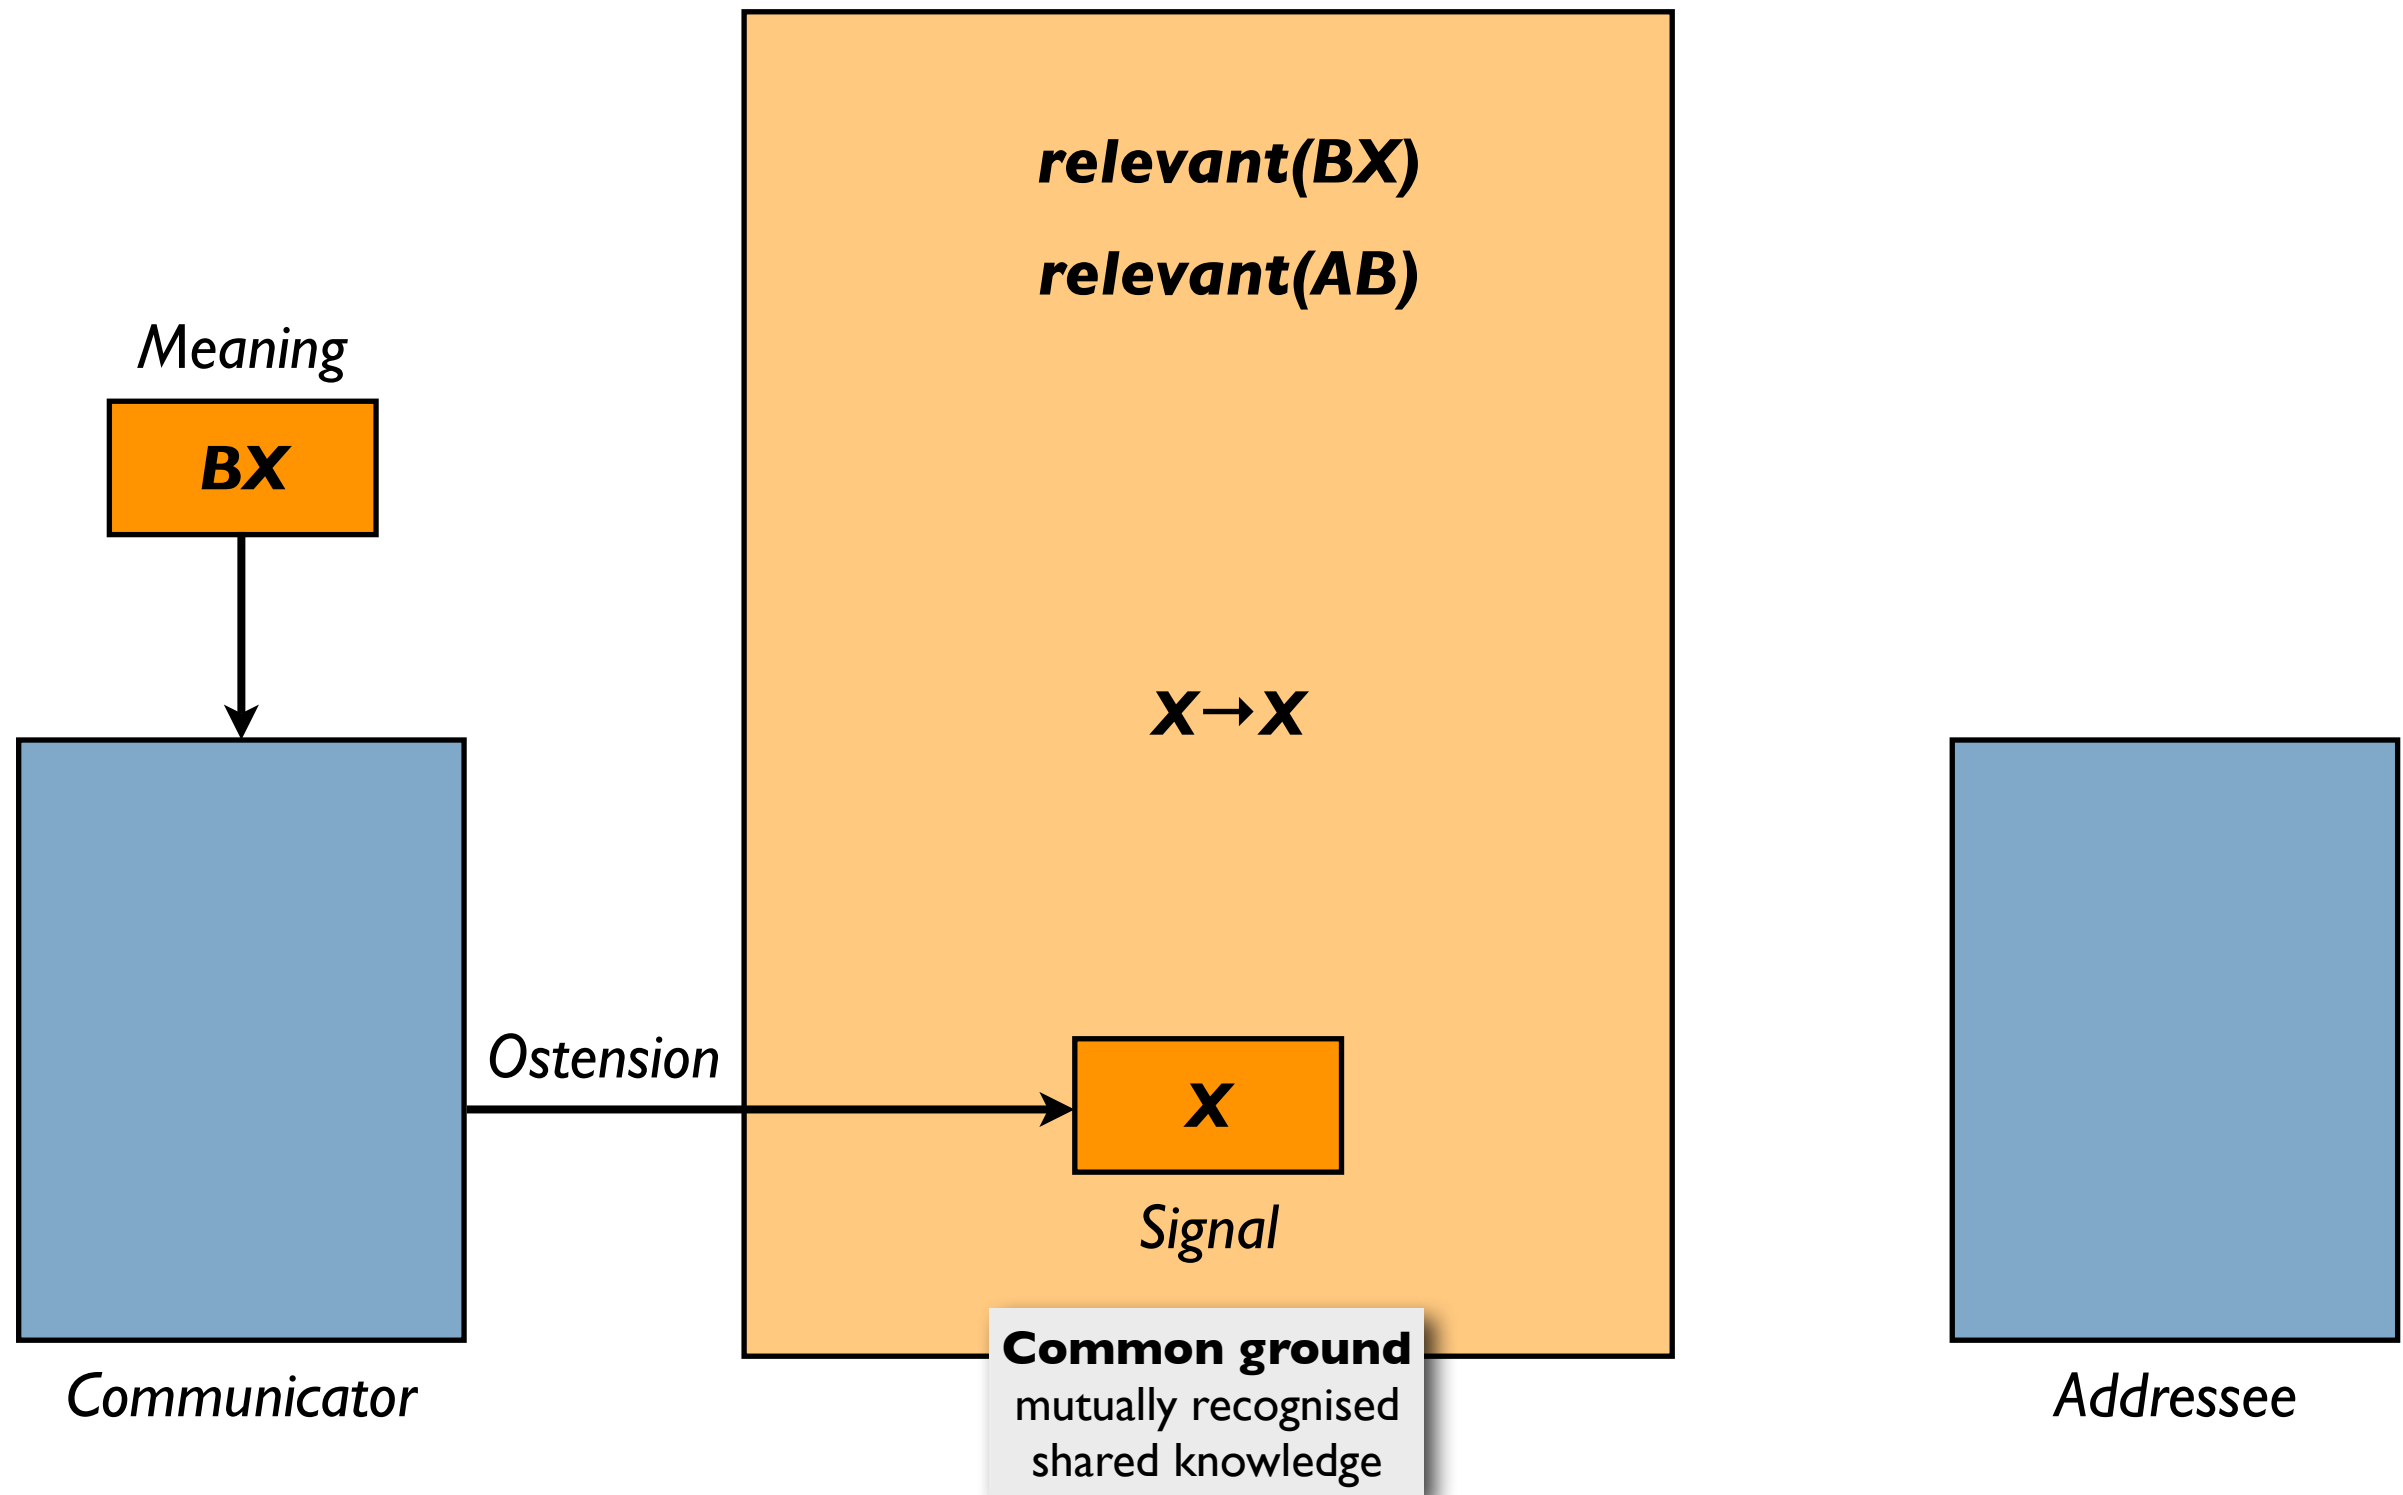 relevant(BX)
relevant(AB)
Meaning
BX
X→X
Ostension
X
Signal
Common ground
mutually recognised
shared knowledge
Communicator
Addressee